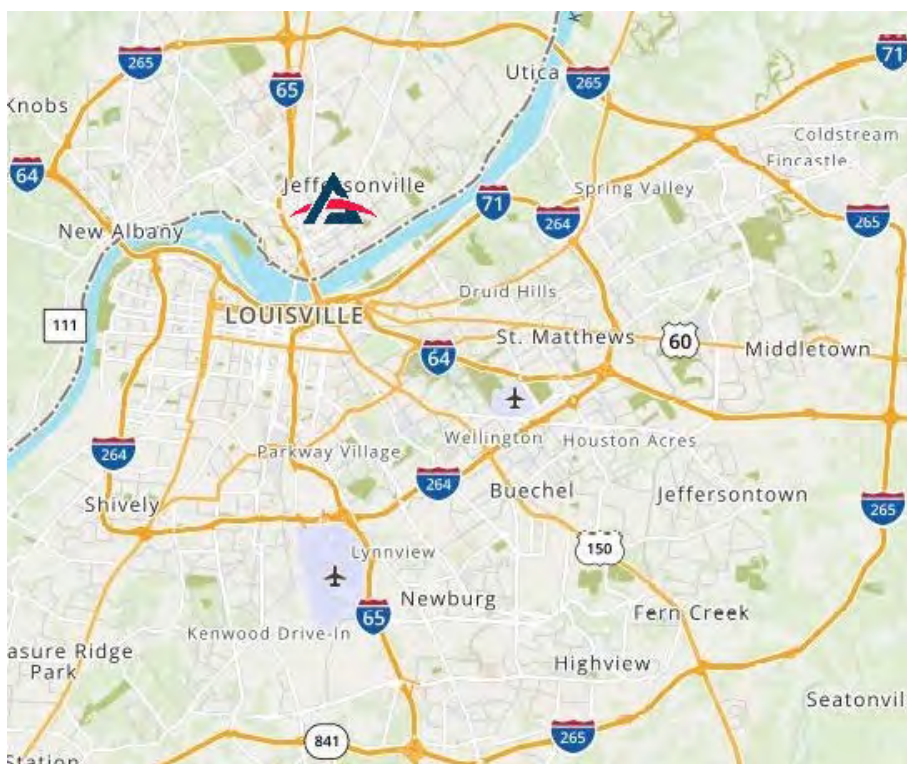 71
265
65
Utica
265
Knobs
Coldstream
Fincastle
64
Jeffersonville
Spring Valley
71
264
265
New Albany
Druid Hills
LOUISVILLE
111
St. Matthews
60
Middletown
64
Wellington
Houston Acres
Parkway Village
264
264
Buechel
Jeffersontown
Shively
265
150
Lynnview
Newburg
65
Fern Creek
Kenwood Drive-In
asure Ridge
Park
Highview
Seatonvil
841
265
Station